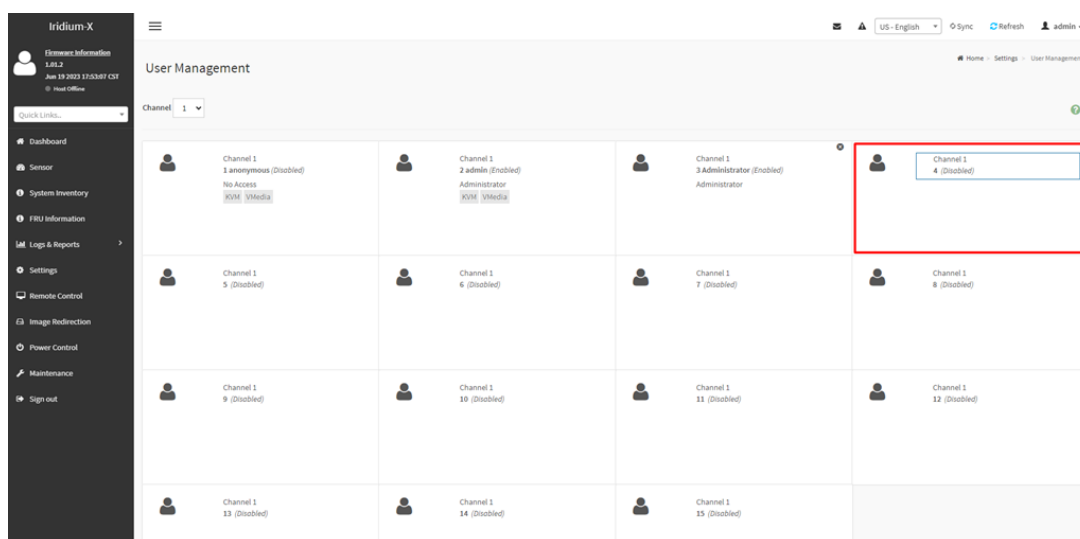 Iridium-X
US - English
Sync
Refresh
admin
Firmware Information
1.01.2
Jun 19 2023 17:53:07 CST
Host Offline
Quick Links..
Dashboard
Sensor
System Inventory
FRU Information
Logs & Reports
Settings
Remote Control
Image Redirection
Power Control
Maintenance
Sign out
User Management
Home
Settings
Channel 1
Channel 1
1 anonymous (Disabled)
No Access
KVM VMedia
Channel 1
2 admin (Enabled)
Administrator
KVM VMedia
Channel 1
3 Administrator (Enabled)
Administrator
Channel 1
4 (Disabled)
Channel 1
5 (Disabled)
Channel 1
6 (Disabled)
Channel 1
7 (Disabled)
Channel 1
8 (Disabled)
Channel 1
9 (Disabled)
Channel 1
10 (Disabled)
Channel 1
11 (Disabled)
Channel 1
12 (Disabled)
Channel 1
13 (Disabled)
Channel 1
14 (Disabled)
Channel 1
15 (Disabled)